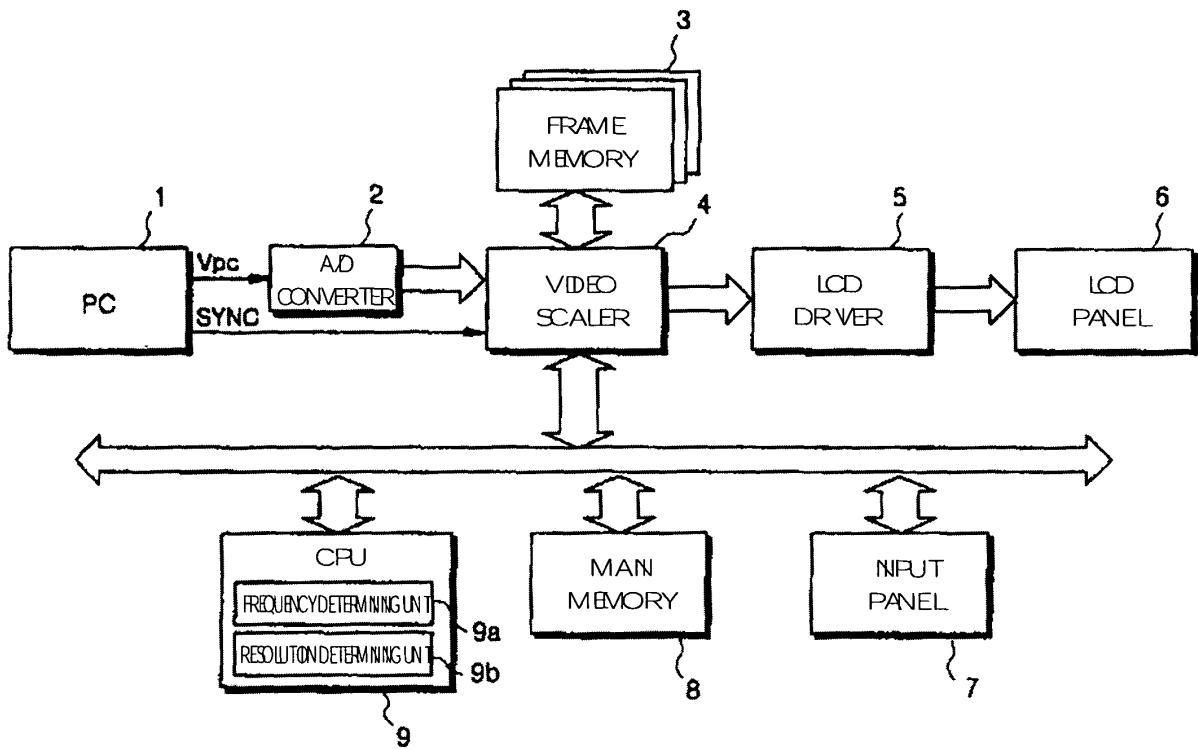 3
FRAME
MEMORY
1
2
4
5
6
PC
Vpc
SYNC
A/D
CONVERTER
VIDEO
SCALER
LCD
DRIVER
LCD
PANEL
CPU
FREQUENCY DETERMINING UNIT
9a
RESOLUTION DETERMINING UNIT
9b
9
MAIN
MEMORY
8
INPUT
PANEL
7